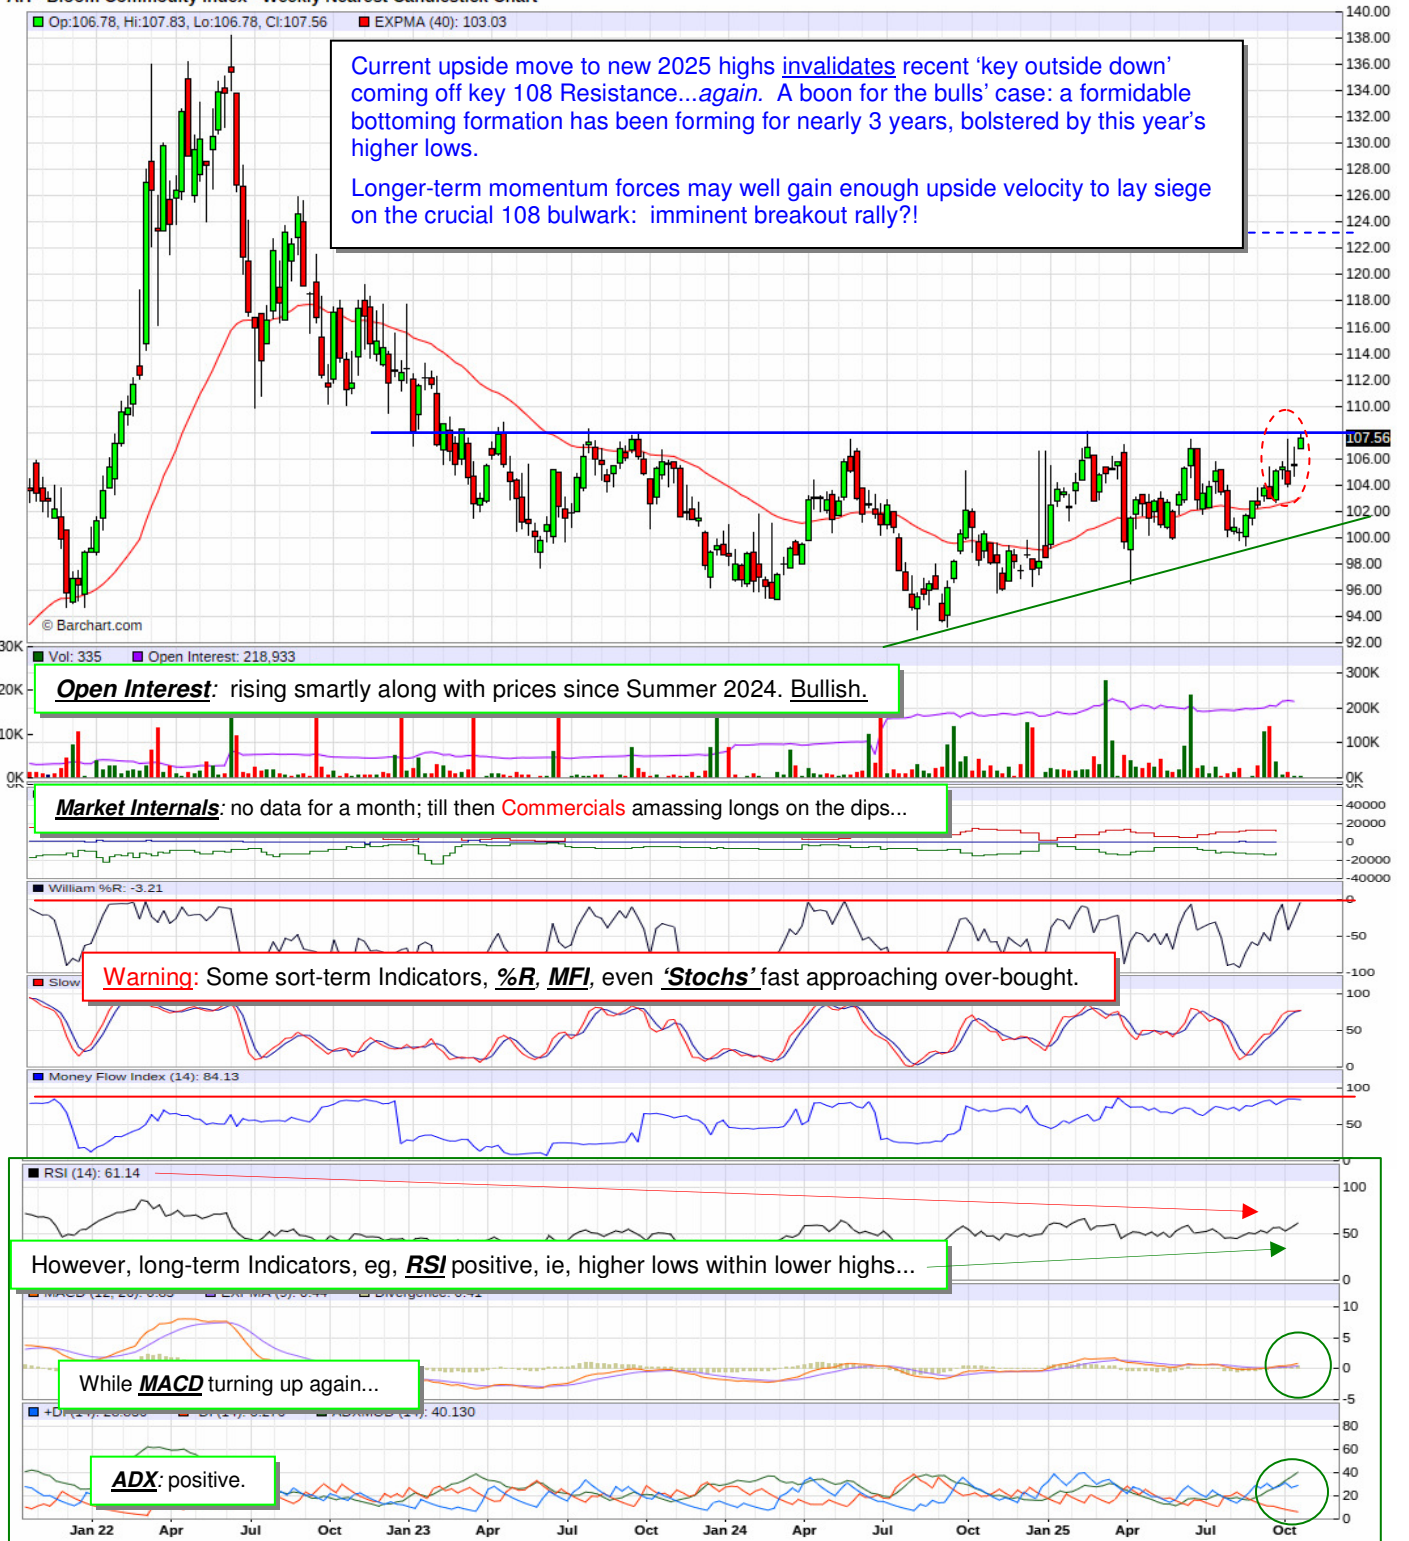 Op:106.78, Hi:107.83, Lo:106.78, Cl:107.56 EXPMA (40): 103.03
Current upside move to new 2025 highs invalidates recent ‘key outside down’
coming off key 108 Resistance...again. A boon for the bulls’ case: a formidable
bottoming formation has been forming for nearly 3 years, bolstered by this year’s
higher lows.
Longer-term momentum forces may well gain enough upside velocity to lay siege
on the crucial 108 bulwark: imminent breakout rally?!
140.00
138.00
136.00
134.00
132.00
130.00
128.00
126.00
124.00
122.00
120.00
118.00
116.00
114.00
112.00
110.00
107.56
106.00
104.00
102.00
100.00
98.00
96.00
94.00
92.00
© Barchart.com
Vol: 335 Open Interest: 218,933
30K
20K
10K
0K
300K
200K
100K
0K
Open Interest: rising smartly along with prices since Summer 2024. Bullish.
Market Internals: no data for a month; till then Commercials amassing longs on the dips...
40000
20000
0
-20000
-40000
William %R: -3.21
0
-50
-100
Warning: Some sort-term Indicators, %R, MFI, even ‘Stochs’ fast approaching over-bought.
Slow
100
50
0
Money Flow Index (14): 84.13
100
50
0
RSI (14): 61.14
100
50
0
However, long-term Indicators, eg, RSI positive, ie, higher lows within lower highs...
10
5
0
-5
While MACD turning up again...
40.130
80
60
40
20
0
ADX: positive.
Jan 22 Apr Jul Oct Jan 23 Apr Jul Oct Jan 24 Apr Jul Oct Jan 25 Apr Jul Oct